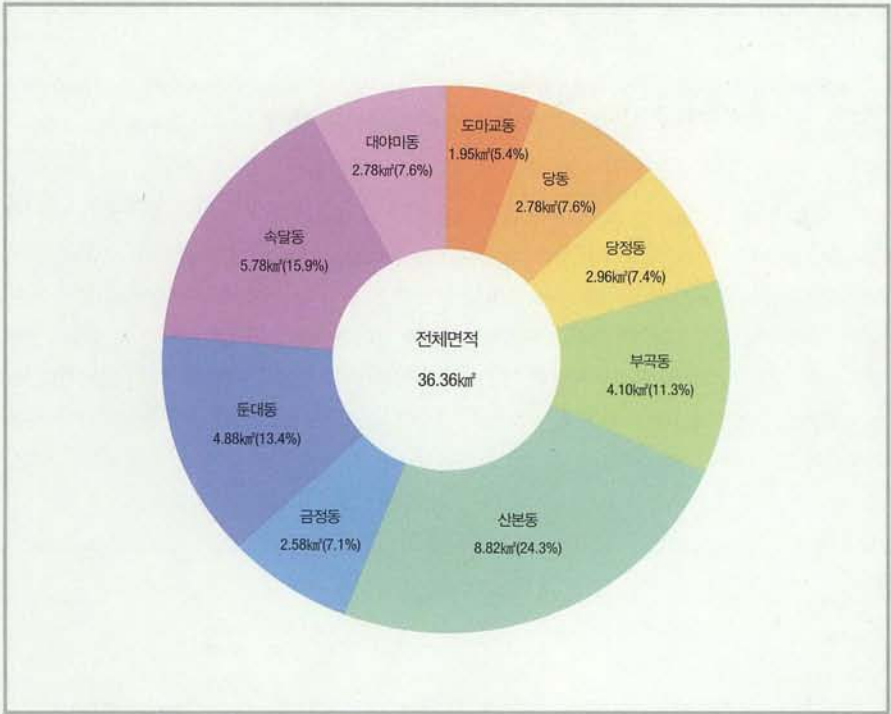 도마교동
1.95㎢(5.4%)
당동
2.78㎢(7.6%)
당정동
2.96㎢(7.4%)
부곡동
4.10㎢(11.3%)
산본동
8.82㎢(24.3%)
금정동
2.58㎢(7.1%)
둔대동
4.88㎢(13.4%)
속달동
5.78㎢(15.9%)
대야미동
2.78㎢(7.6%)
전체면적
36.36㎢